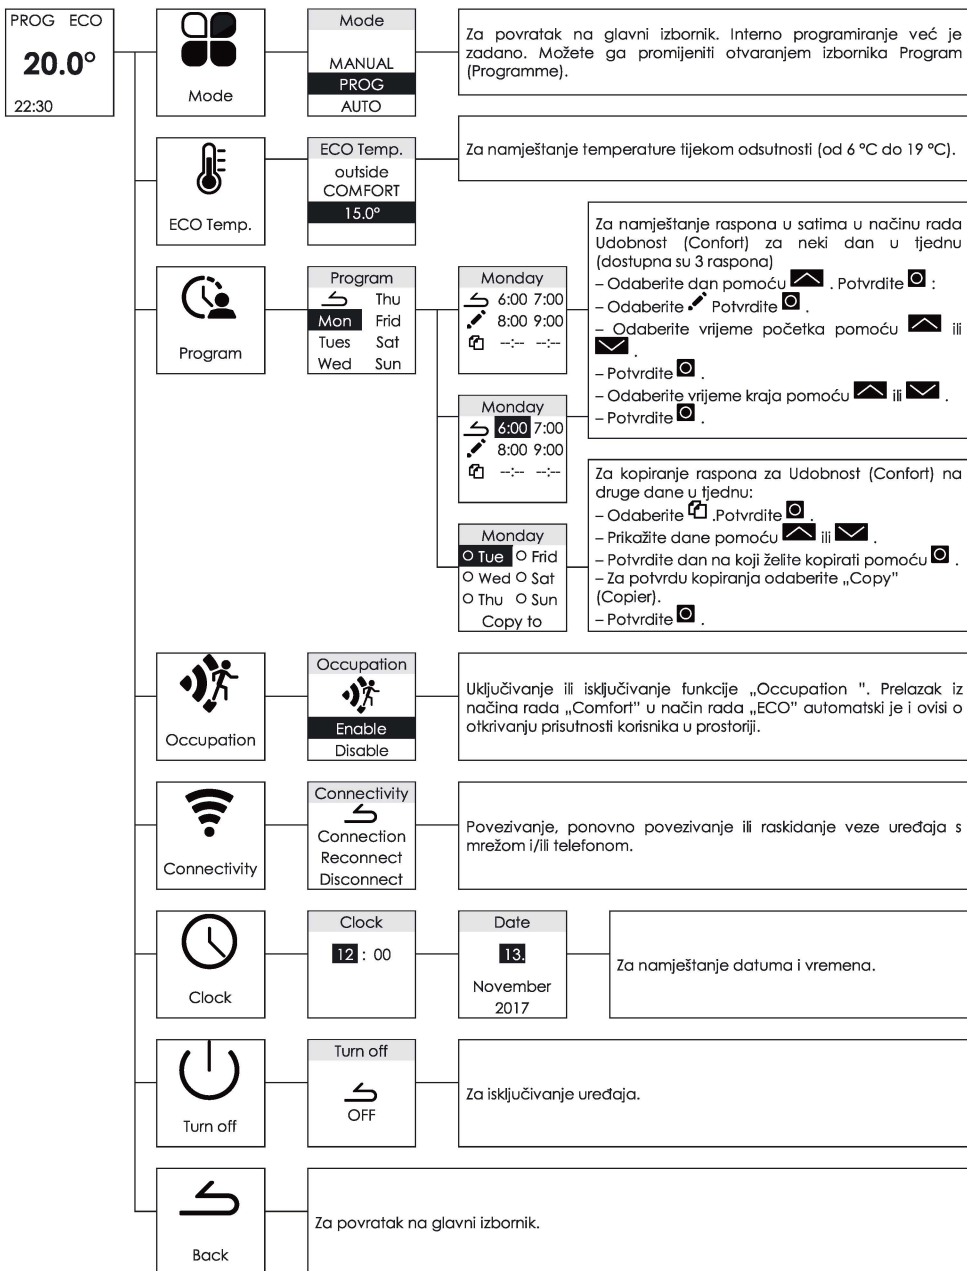 PROG ECO
20.0°
22:30
Mode
Mode
MANUAL
PROG
AUTO
Za povratak na glavni izbornik. Interno programiranje već je
zadano. Možete ga promijeniti otvaranjem izbornika Program
(Programme).
ECO Temp.
ECO Temp.
outside
COMFORT
15.0°
Za namještanje temperature tijekom odsutnosti (od 6 °C do 19 °C).
Program
Program
Thu
Mon Frid
Tues Sat
Wed Sun
Monday
6:00 7:00
8:00 9:00
--:-- --:--
Monday
6:00 7:00
8:00 9:00
--:-- --:--
Za namještanje raspona u satima u načinu rada
Udobnost (Confort) za neki dan u tjednu
(dostupna su 3 raspona)
– Odaberite dan pomoću . Potvrdite :
– Odaberite Potvrdite .
– Odaberite vrijeme početka pomoću ili
.
– Potvrdite .
– Odaberite vrijeme kraja pomoću ili .
– Potvrdite .
Monday
Tue Frid
Wed Sat
Thu Sun
Copy to
Za kopiranje raspona za Udobnost (Confort) na
druge dane u tjednu:
– Odaberite .Potvrdite .
– Prikažite dane pomoću ili .
– Potvrdite dan na koji želite kopirati pomoću .
– Za potvrdu kopiranja odaberite „Copy”
(Copier).
– Potvrdite .
Occupation
Occupation
Enable
Disable
Uključivanje ili isključivanje funkcije „Occupation ”. Prelazak iz
načina rada „Comfort” u način rada „ECO” automatski je i ovisi o
otkrivanju prisutnosti korisnika u prostoriji.
Connectivity
Connectivity
Connection
Reconnect
Disconnect
Povezivanje, ponovno povezivanje ili raskidanje veze uređaja s
mrežom i/ili telefonom.
Clock
Clock
12 : 00
Date
13.
November
2017
Za namještanje datuma i vremena.
Turn off
Turn off
OFF
Za isključivanje uređaja.
Back
Za povratak na glavni izbornik.